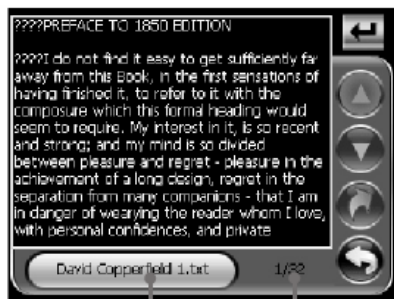 ????PREFACE TO 1850 EDITION
????I do not find it easy to get sufficiently far
away from this Book, in the first sensations of
having finished it, to refer to it with the
composure which this formal heading would
seem to require. My interest in it, is so recent
and strong; and my mind is so divided
between pleasure and regret - pleasure in the
achievement of a long design, regret in the
separation from many companions - that I am
in danger of wearying the reader whom I love,
with personal confidences, and private
David Copperfield 1.txt
1/92